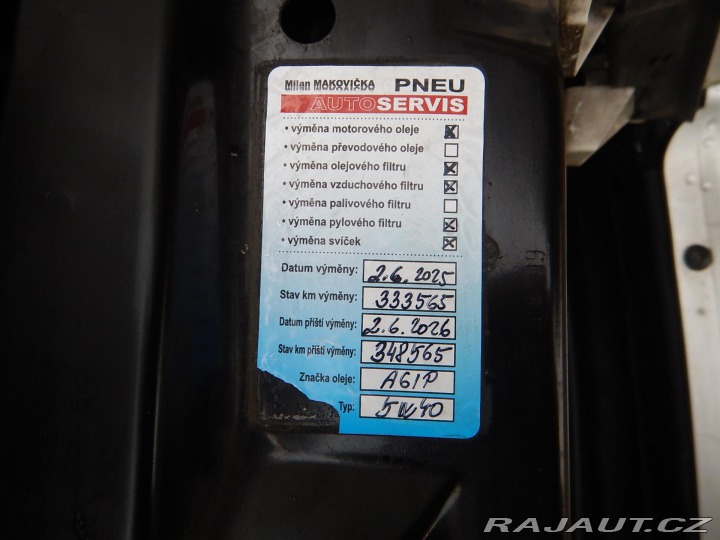 Milan MAKOVIČKA PNEU
AUTOSERVIS
• výměna motorového oleje ☒
• výměna převodového oleje ☐
• výměna olejového filtru ☒
• výměna vzduchového filtru ☒
• výměna palivového filtru ☐
• výměna pylového filtru ☒
• výměna svíček ☒
Datum výměny: 2.6.2025
Stav km výměny: 333565
Datum příští výměny: 2.6.2026
Stav km příští výměny: 348565
Značka oleje: AGIP
Typ: 5W40
RAJAUT.CZ